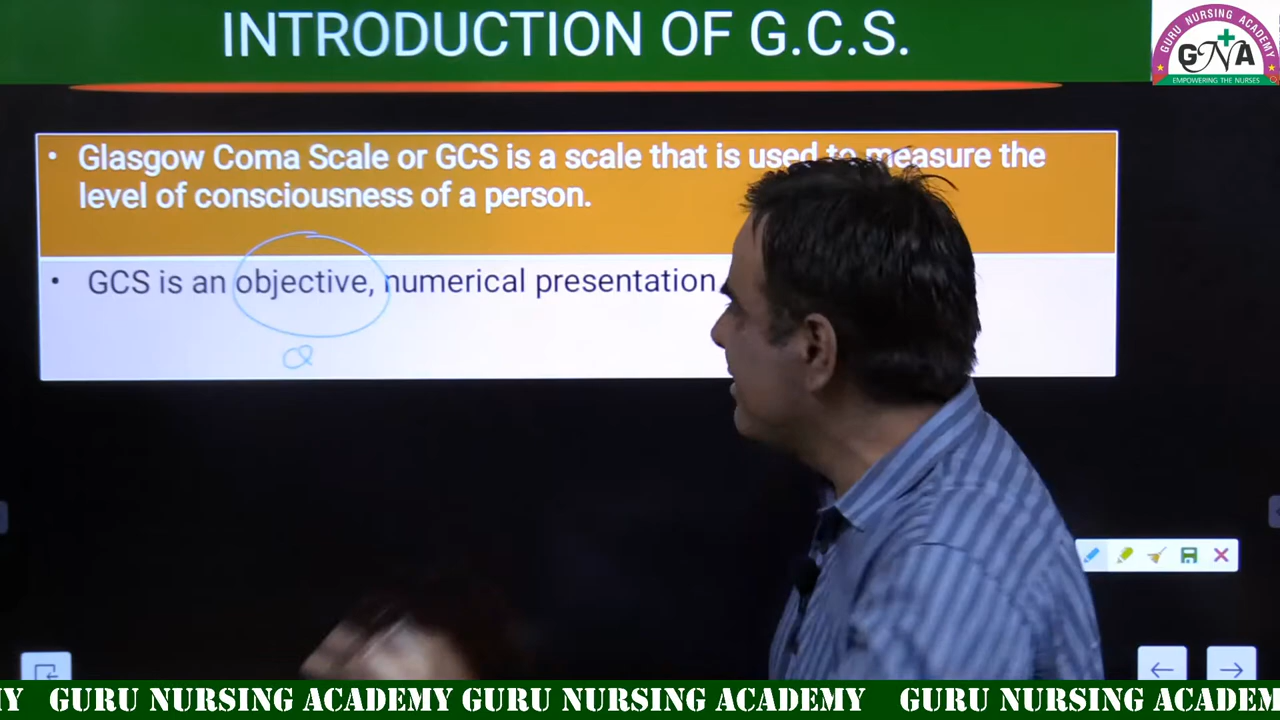 INTRODUCTION OF G.C.S.
GURU NURSING ACADEMY
GNA
EMPOWERING THE NURSES
• Glasgow Coma Scale or GCS is a scale that is used to measure the
level of consciousness of a person.
• GCS is an objective, numerical presentation
GURU NURSING ACADEMY GURU NURSING ACADEMY GURU NURSING ACADEM